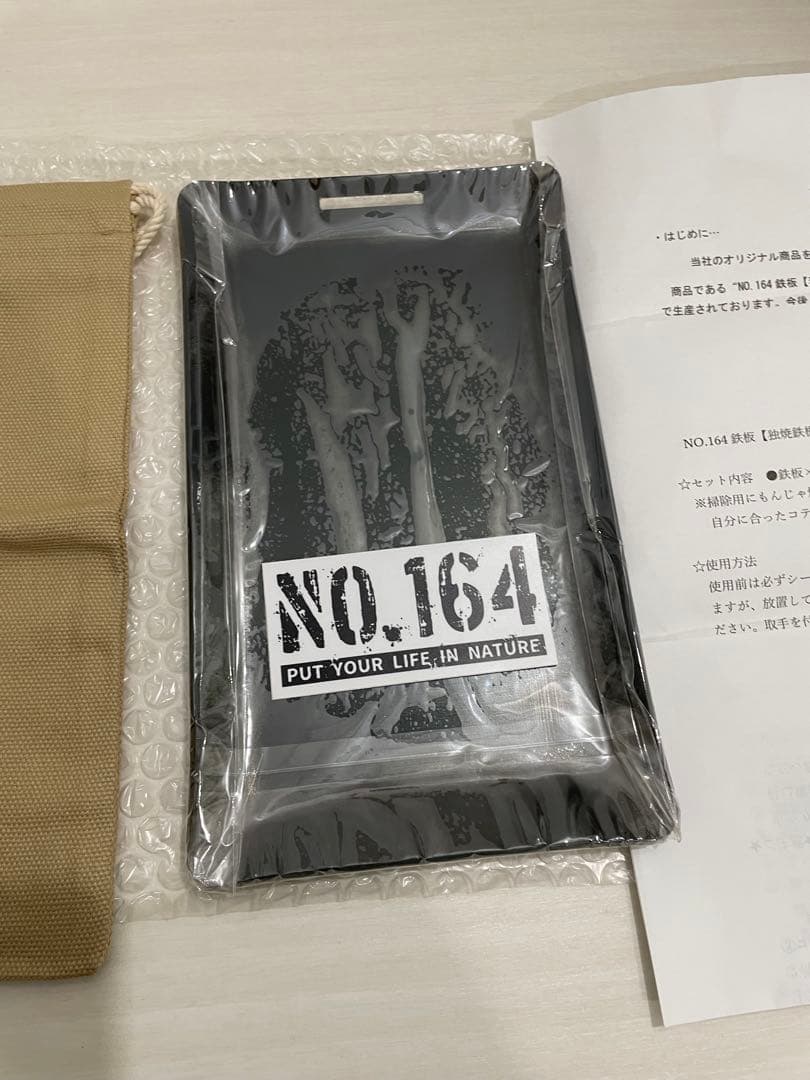 NO.164
PUT YOUR LIFE IN NATURE
・はじめに…
当社のオリジナル商品を
商品である “NO.164 鉄板【
で生産されております。今後
NO.164 鉄板【独焼鉄板
☆セット内容 ●鉄板×
※掃除用にもんじゃ
自分に合ったコテ
☆使用方法
使用前は必ずシー
ますが、放置して
ださい。取手を